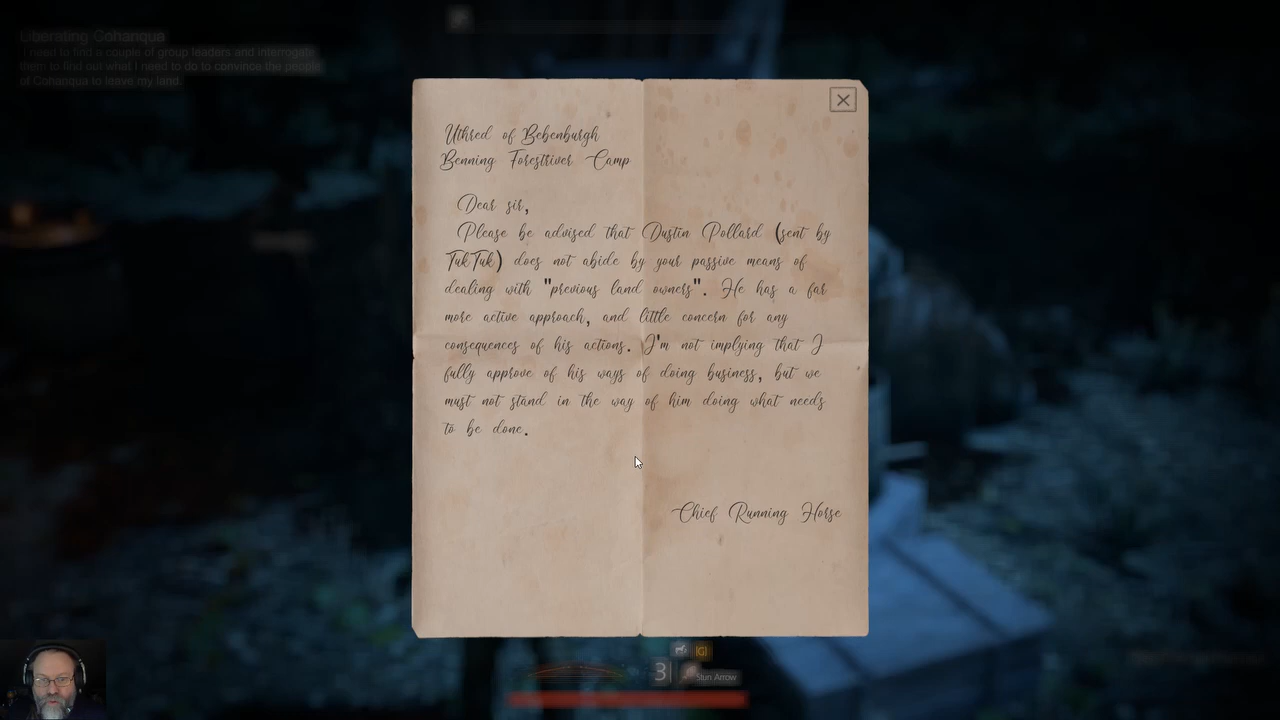 Liberating Cohanqua
I need to find a couple of group leaders and interrogate
them to find out what I need to do to convince the people
of Cohanqua to leave my land.
Uthred of Bebenburgh
Benning Forestriver Camp
Dear sir,
Please be advised that Dustin Pollard (sent by
TukTuk) does not abide by your passive means of
dealing with "previous land owners". He has a far
more active approach, and little concern for any
consequences of his actions. I'm not implying that I
fully approve of his ways of doing business, but we
must not stand in the way of him doing what needs
to be done.
Chief Running Horse
[G]
3
Stun Arrow